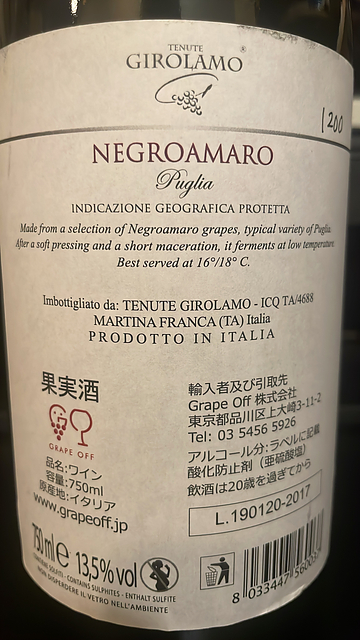 TENUTE
GIROLAMO®
1200
NEGROAMARO
Puglia
INDICAZIONE GEOGRAFICA PROTETTA
Made from a selection of Negroamaro grapes, typical variety of Puglia.
After a soft pressing and a short maceration, it ferments at low temperature.
Best served at 16°/18° C.
Imbottigliato da: TENUTE GIROLAMO - ICQ TA/4688
MARTINA FRANCA (TA) Italia
PRODOTTO IN ITALIA
果実酒
GRAPE OFF
品名:ワイン
容量:750ml
原産地:イタリア
www.grapeoff.jp
輸入者及び引取先
Grape Off 株式会社
東京都品川区上大崎3-11-2
Tel: 03 5456 5926
アルコール分:ラベルに記載
酸化防止剤（亜硫酸塩）
飲酒は20歳を過ぎてから
L.190120-2017
750 ml e 13,5% vol
SOLFITI - CONTAINS SULPHITES - ENTHALT SULFITE
NON DISPERDERE IL VETRO NELL'AMBIENTE
8 033447 56003